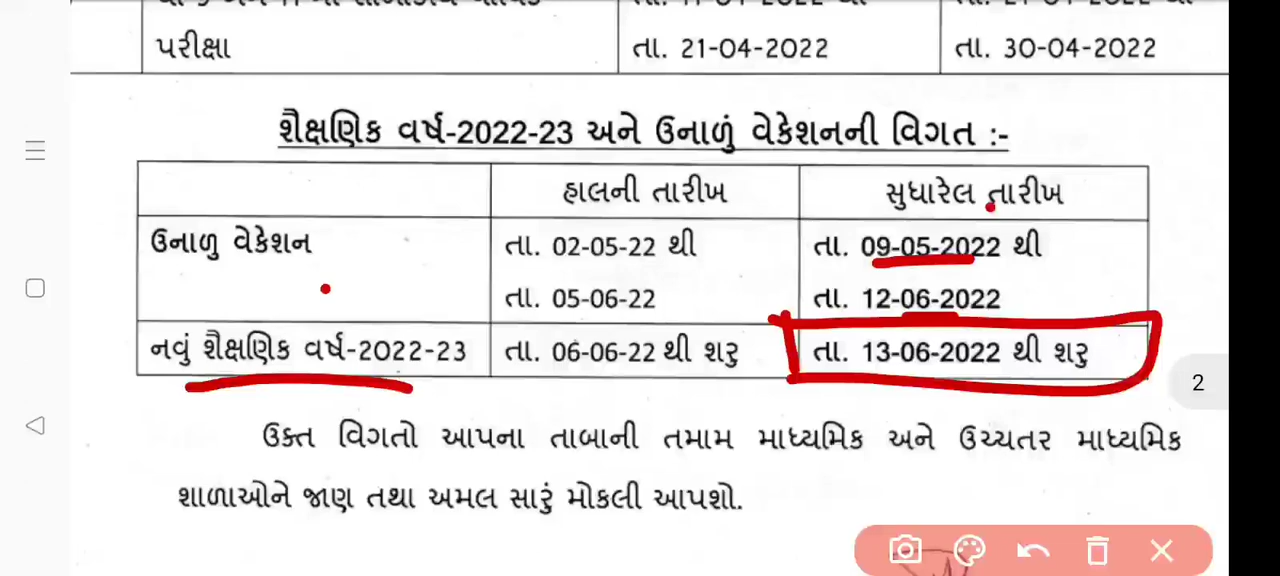 પરીક્ષા તા. 21-04-2022 તા. 30-04-2022
શૈક્ષણિક વર્ષ-2022-23 અને ઉનાળું વેકેશનની વિગત :-
હાલની તારીખ સુધારેલ તારીખ
ઉનાળુ વેકેશન તા. 02-05-22 થી તા. 09-05-2022 થી
તા. 05-06-22 તા. 12-06-2022
નવું શૈક્ષણિક વર્ષ-2022-23 તા. 06-06-22 થી શરુ તા. 13-06-2022 થી શરુ
2
ઉક્ત વિગતો આપના તાબાની તમામ માધ્યમિક અને ઉચ્ચતર માધ્યમિક
શાળાઓને જાણ તથા અમલ સારું મોકલી આપશો.